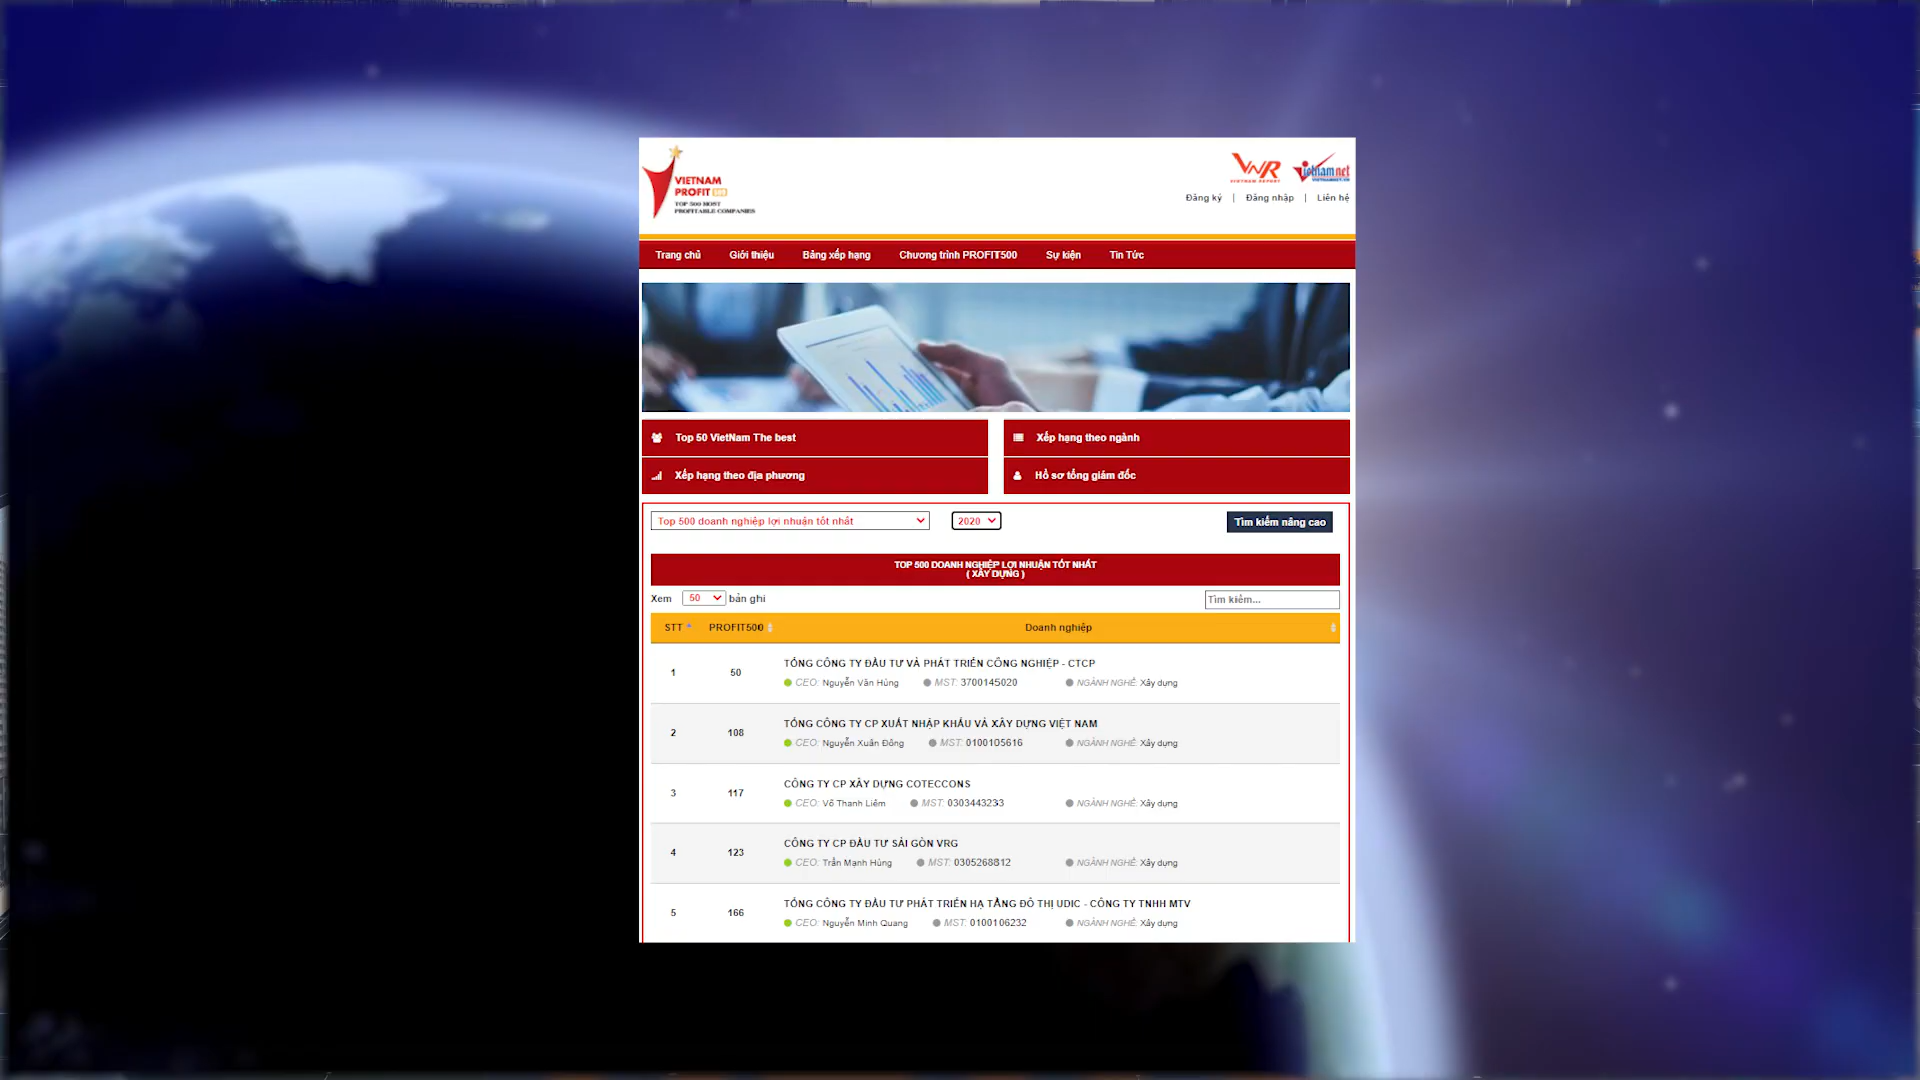 VIETNAM
PROFIT 500
TOP 500 MOST
PROFITABLE COMPANIES
VNR
VIETNAM REPORT
Vietnamnet
Đăng ký | Đăng nhập | Liên hệ
Trang chủ Giới thiệu Bảng xếp hạng Chương trình PROFIT500 Sự kiện Tin Tức
Top 50 VietNam The best
Xếp hạng theo ngành
Xếp hạng theo địa phương
Hồ sơ tổng giám đốc
Top 500 doanh nghiệp lợi nhuận tốt nhất 2020 Tìm kiếm nâng cao
TOP 500 DOANH NGHIỆP LỢI NHUẬN TỐT NHẤT
( XÂY DỰNG )
Xem 50 bản ghi Tìm kiếm...
STT PROFIT500 Doanh nghiệp
1 50 TỔNG CÔNG TY ĐẦU TƯ VÀ PHÁT TRIỂN CÔNG NGHIỆP - CTCP
CEO: Nguyễn Văn Hùng MST: 3700145020 NGÀNH NGHỀ: Xây dựng
2 108 TỔNG CÔNG TY CP XUẤT NHẬP KHẨU VÀ XÂY DỰNG VIỆT NAM
CEO: Nguyễn Xuân Đông MST: 0100105616 NGÀNH NGHỀ: Xây dựng
3 117 CÔNG TY CP XÂY DỰNG COTECCONS
CEO: Võ Thanh Liêm MST: 0303443233 NGÀNH NGHỀ: Xây dựng
4 123 CÔNG TY CP ĐẦU TƯ SÀI GÒN VRG
CEO: Trần Mạnh Hùng MST: 0305268812 NGÀNH NGHỀ: Xây dựng
5 166 TỔNG CÔNG TY ĐẦU TƯ PHÁT TRIỂN HẠ TẦNG ĐÔ THỊ UDIC - CÔNG TY TNHH MTV
CEO: Nguyễn Minh Quang MST: 0100106232 NGÀNH NGHỀ: Xây dựng